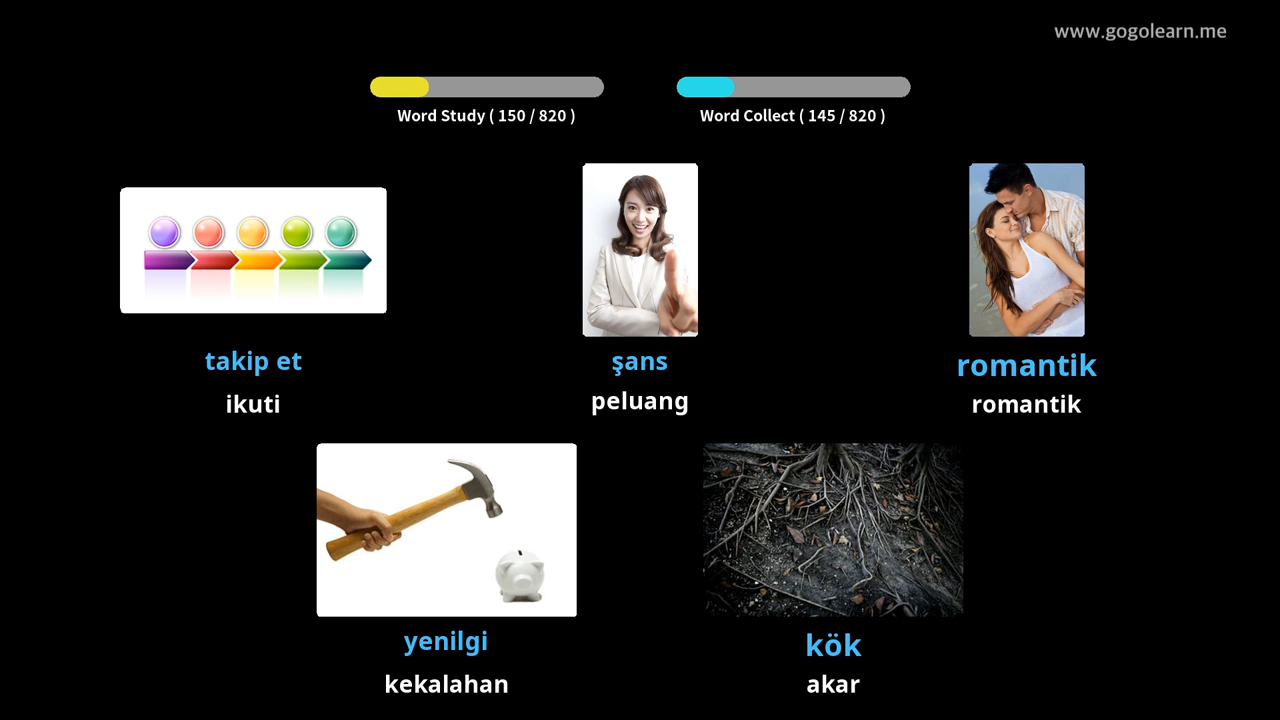 www.gogolearn.me
Word Study ( 150 / 820 )
Word Collect ( 145 / 820 )
takip et
ikuti
şans
peluang
romantik
romantik
yenilgi
kekalahan
kök
akar